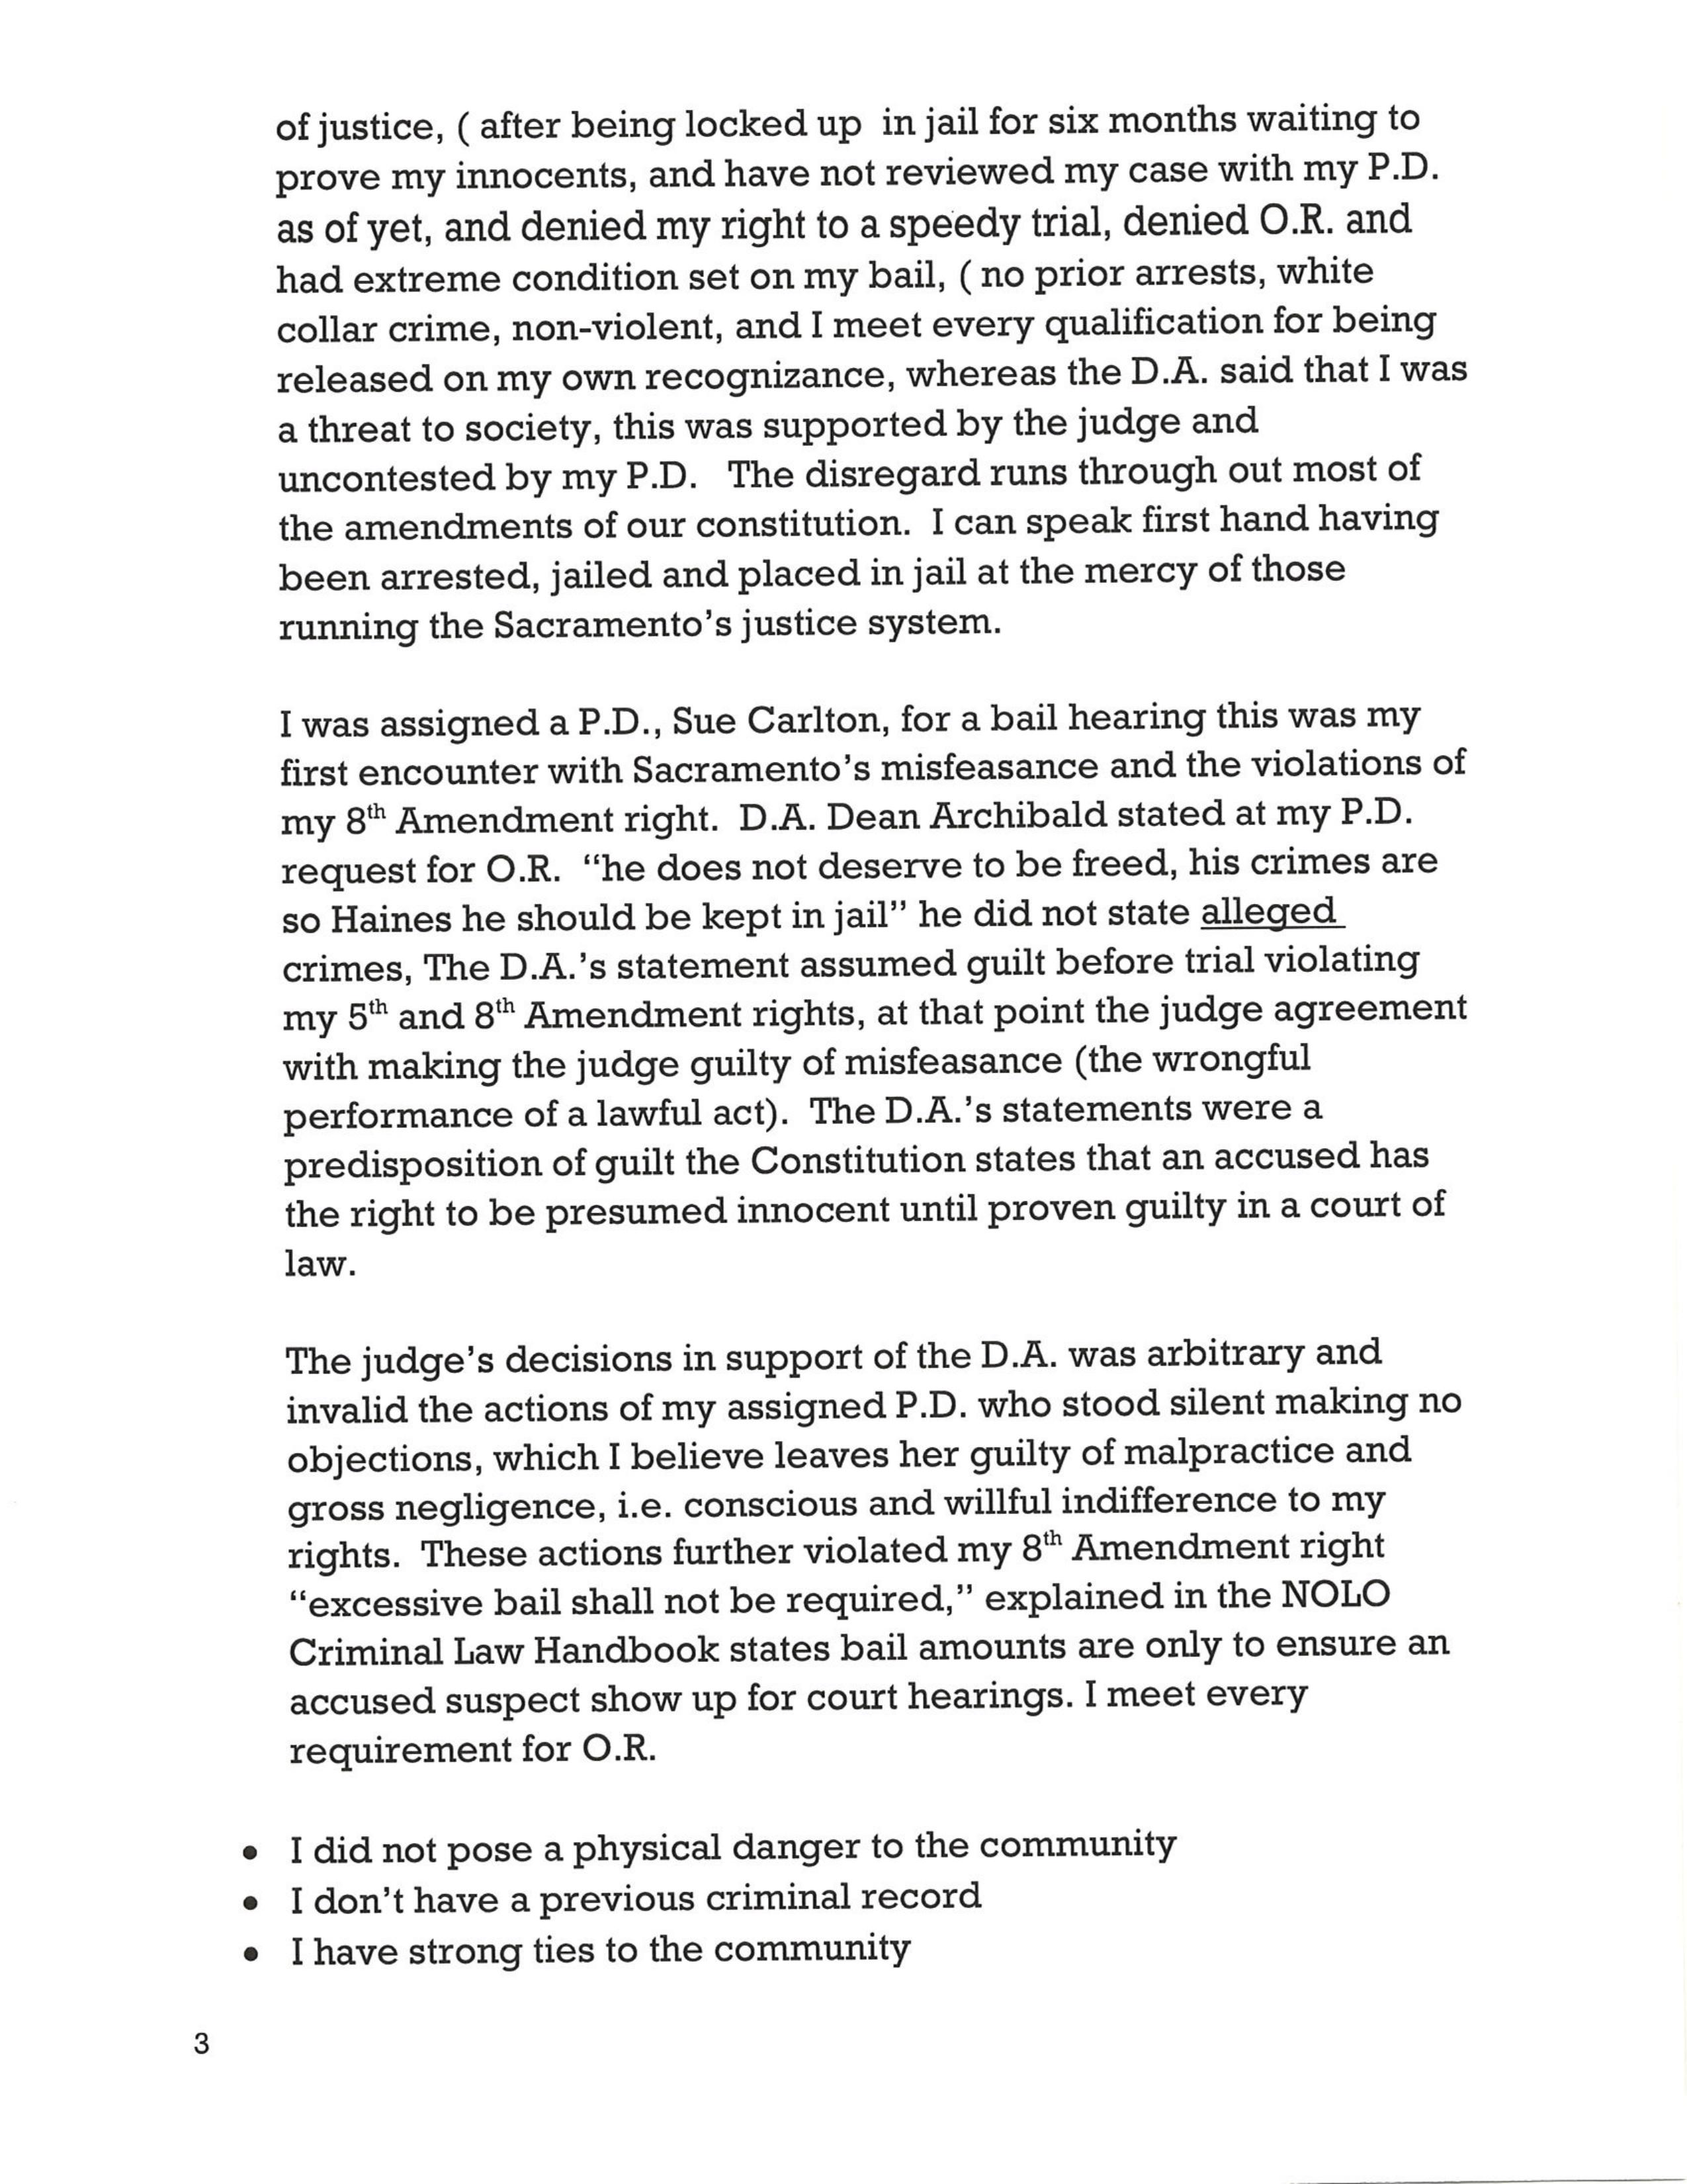 of justice, ( after being locked up  in jail for six months waiting to
prove my innocents, and have not reviewed my case with my P.D.
as of yet, and denied my right to a speedy trial, denied O.R. and
had extreme condition set on my bail, ( no prior arrests, white
collar crime, non-violent, and I meet every qualification for being
released on my own recognizance, whereas the D.A. said that I was
a threat to society, this was supported by the judge and
uncontested by my P.D.   The disregard runs through out most of
the amendments of our constitution.  I can speak first hand having
been arrested, jailed and placed in jail at the mercy of those
running the Sacramento’s justice system.

I was assigned a P.D., Sue Carlton, for a bail hearing this was my
first encounter with Sacramento’s misfeasance and the violations of
my 8th Amendment right.  D.A. Dean Archibald stated at my P.D.
request for O.R.  “he does not deserve to be freed, his crimes are
so Haines he should be kept in jail” he did not state alleged
crimes, The D.A.’s statement assumed guilt before trial violating
my 5th and 8th Amendment rights, at that point the judge agreement
with making the judge guilty of misfeasance (the wrongful
performance of a lawful act).  The D.A.’s statements were a
predisposition of guilt the Constitution states that an accused has
the right to be presumed innocent until proven guilty in a court of
law.

The judge’s decisions in support of the D.A. was arbitrary and
invalid the actions of my assigned P.D. who stood silent making no
objections, which I believe leaves her guilty of malpractice and
gross negligence, i.e. conscious and willful indifference to my
rights.  These actions further violated my 8th Amendment right
“excessive bail shall not be required,” explained in the NOLO
Criminal Law Handbook states bail amounts are only to ensure an
accused suspect show up for court hearings. I meet every
requirement for O.R.

• I did not pose a physical danger to the community
• I don’t have a previous criminal record
• I have strong ties to the community

3